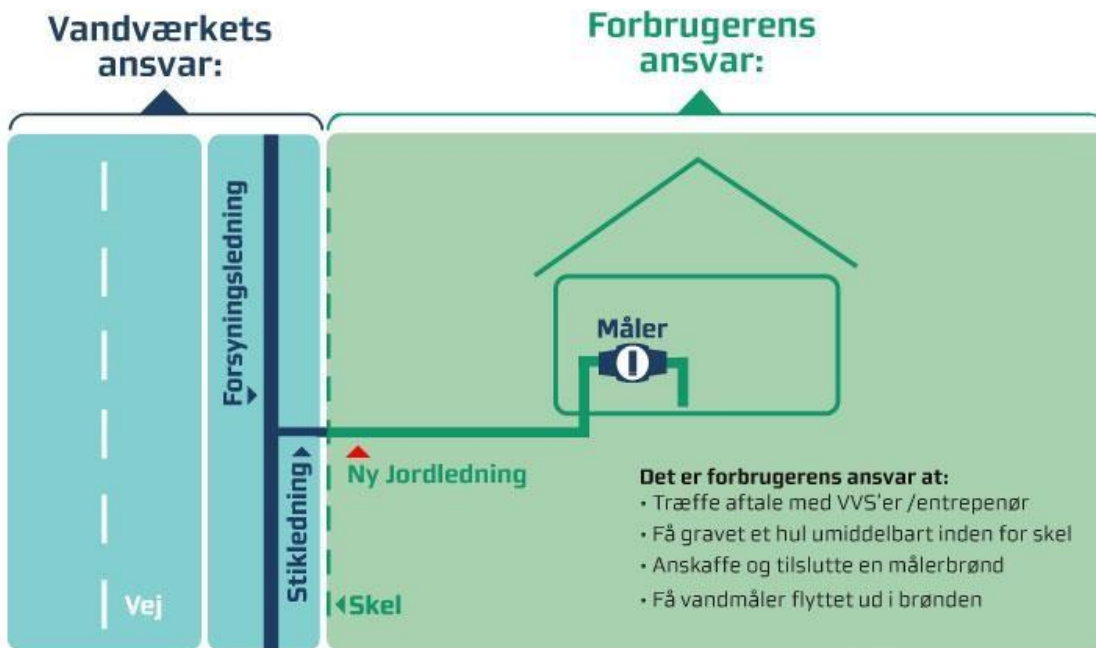 Vandværkets
ansvar:
Forbrugerens
ansvar:
Forsyningsledning
Måler
Stikledning
Ny Jordledning
Det er forbrugerens ansvar at:
• Træffe aftale med VVS'er /entrepenør
• Få gravet et hul umiddelbart inden for skel
• Anskaffe og tilslutte en målerbrønd
• Få vandmåler flyttet ud i brønden
Vej
Skel